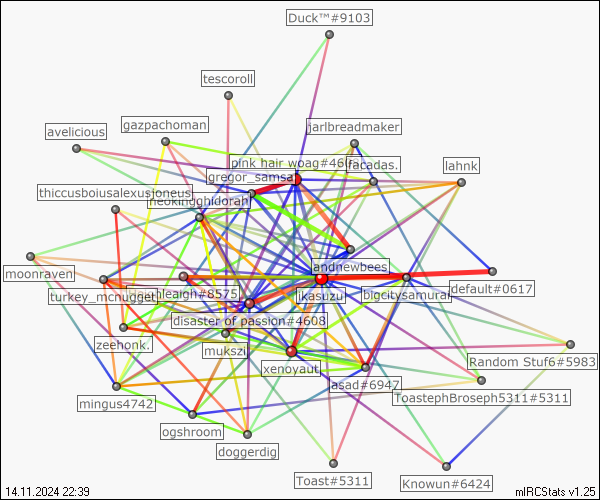 Duck™#9103
tescoroll
gazpachoman
avelicious
jarlbreadmaker
pink hair woag#46
facadas.
lahnk
gregor_samsa
thiccusboiusalexusjoneus
neokingghidorah
andnewbees
moonraven
turkey_mcnugget
leigh#8575
ikasuzu
bigcitysamurai
default#0617
disaster of passion#4608
zeehonk.
mukszi
xenoyaut
Random Stuf6#5983
asad#6947
ToastephBroseph5311#5311
mingus4742
ogshroom
doggerdig
Toast#5311
Knowun#6424
14.11.2024 22:39
mIRCStats v1.25